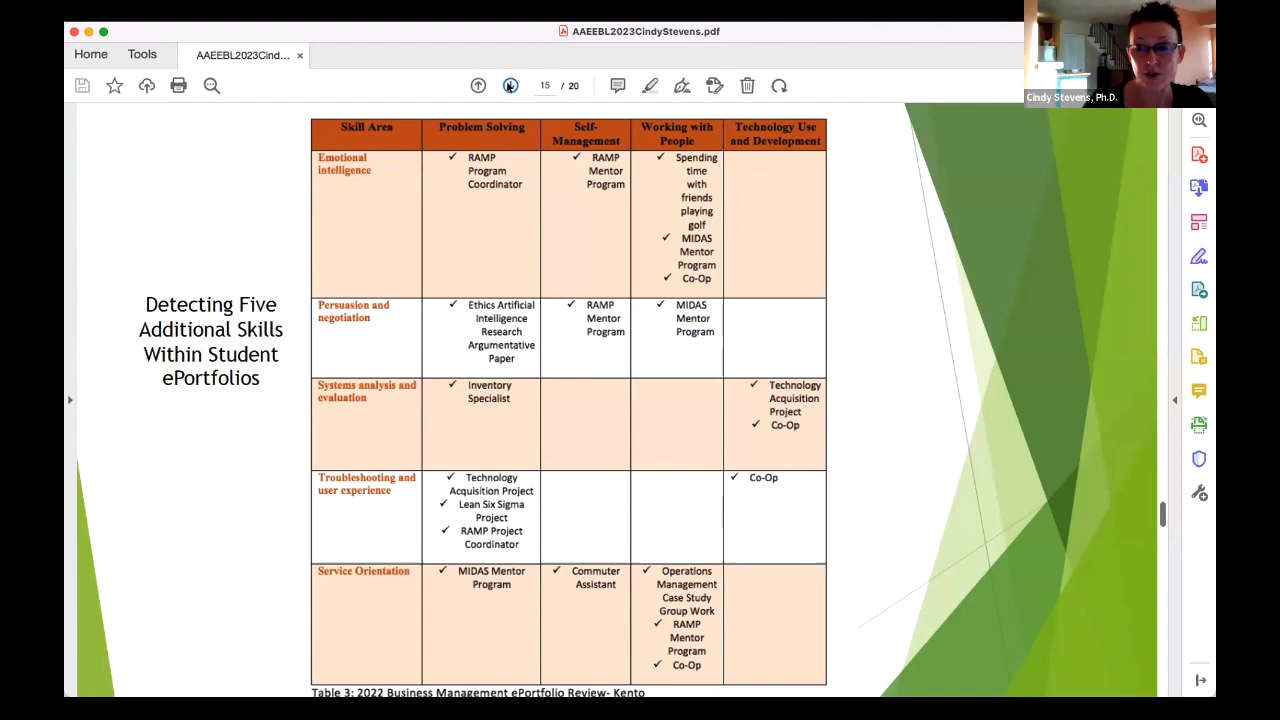 AAEEBL2023CindyStevens.pdf
Home
Tools
AAEEBL2023Cind...
15 / 20
Cindy Stevens, Ph.D.
Detecting Five
Additional Skills
Within Student
ePortfolios
Skill Area
Problem Solving
Self-
Management
Working with
People
Technology Use
and Development
Emotional
intelligence
✓ RAMP
Program
Coordinator
✓ RAMP
Mentor
Program
✓ Spending
time
with
friends
playing
golf
✓ MIDAS
Mentor
Program
✓ Co-Op
Persuasion and
negotiation
✓ Ethics Artificial
Intelligence
Research
Argumentative
Paper
✓ RAMP
Mentor
Program
✓ MIDAS
Mentor
Program
Systems analysis and
evaluation
✓ Inventory
Specialist
✓ Technology
Acquisition
Project
✓ Co-Op
Troubleshooting and
user experience
✓ Technology
Acquisition Project
✓ Lean Six Sigma
Project
✓ RAMP Project
Coordinator
✓ Co-Op
Service Orientation
✓ MIDAS Mentor
Program
✓ Commuter
Assistant
✓ Operations
Management
Case Study
Group Work
✓ RAMP
Mentor
Program
✓ Co-Op
Table 3: 2022 Business Management ePortfolio Review- Kento